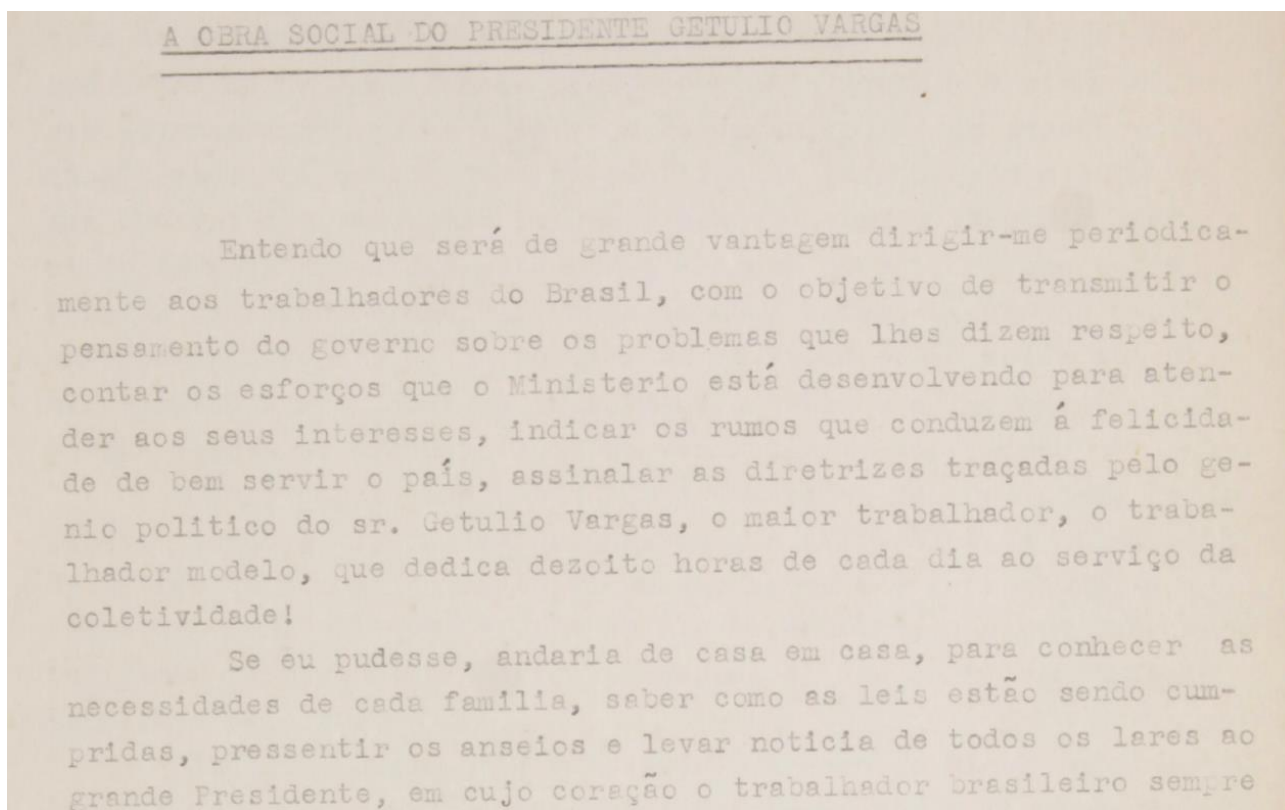 A OBRA SOCIAL DO PRESIDENTE GETULIO VARGAS
Entendo que será de grande vantagem dirigir-me periodica-
mente aos trabalhadores do Brasil, com o objetivo de transmitir o
pensamento do governo sobre os problemas que lhes dizem respeito,
contar os esforços que o Ministerio está desenvolvendo para aten-
der aos seus interesses, indicar os rumos que conduzem á felicida-
de de bem servir o país, assinalar as diretrizes traçadas pelo ge-
nio politico do sr. Getulio Vargas, o maior trabalhador, o traba-
lhador modelo, que dedica dezoito horas de cada dia ao serviço da
coletividade!
Se eu pudesse, andaria de casa em casa, para conhecer as
necessidades de cada familia, saber como as leis estão sendo cum-
pridas, pressentir os anseios e levar noticia de todos os lares ao
grande Presidente, em cujo coração o trabalhador brasileiro sempre